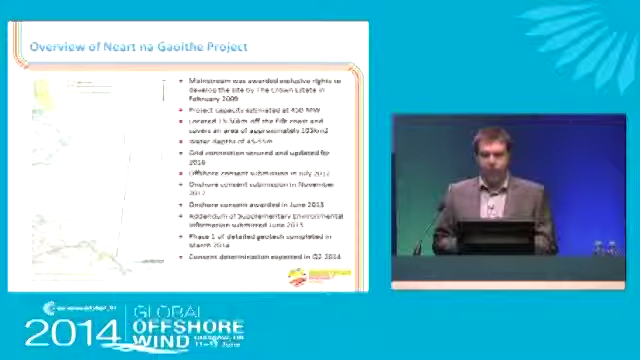 Overview of Neart na Gaoithe Project
Mainstream was awarded exclusive rights to
develop the site by The Crown Estate in
February 2009
Project capacity estimated at 450 MW
Located 15.5km off the Fife coast and
covers an area of approximately
Water depths of 45-55m
Grid connection secured and updated for
2016
Offshore consent submission in July 2012
Onshore consent submission in November
2012
Onshore consent awarded in June 2013
Addendum of Supplementary Environmental
Information submitted June 2013
Phase 1 of detailed geotech completed in
March 2014
Consent determination expected in Q2 2014
2014
GLOBAL
OFFSHORE
WIND
GLASGOW, UK
11-12 June